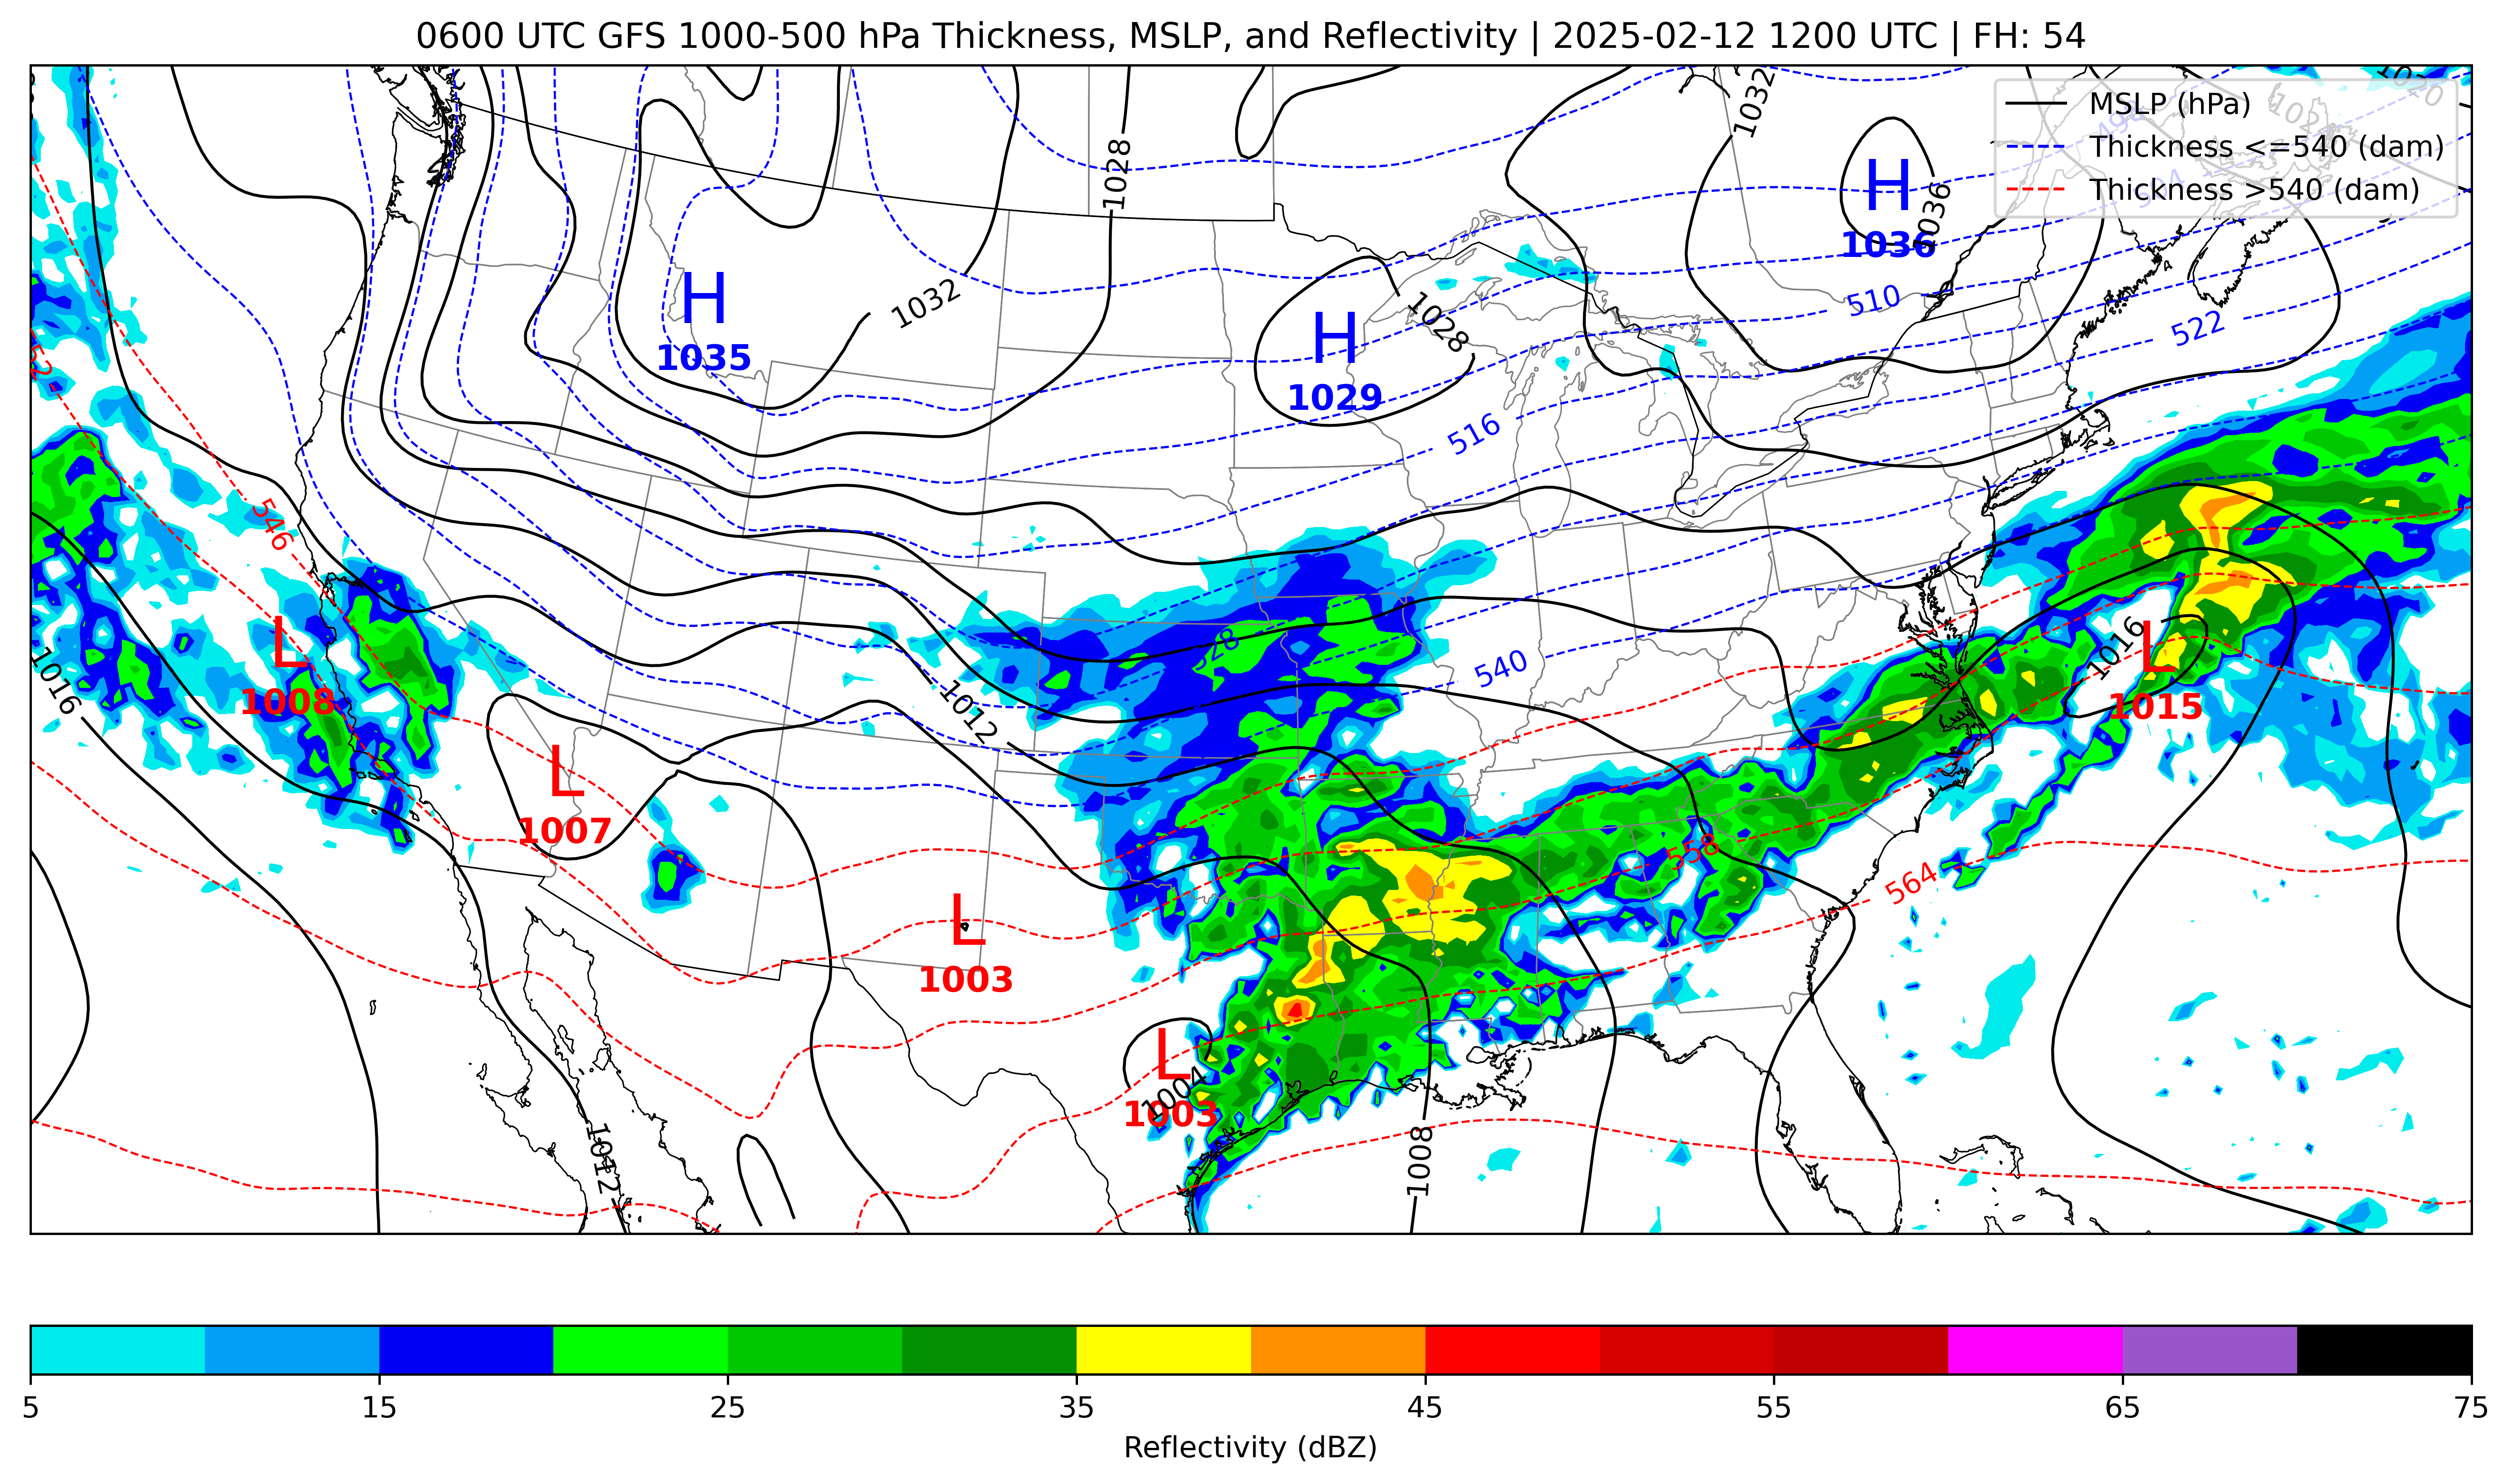 0600 UTC GFS 1000-500 hPa Thickness, MSLP, and Reflectivity | 2025-02-12 1200 UTC | FH: 54
MSLP (hPa)
Thickness <=540 (dam)
Thickness >540 (dam)
1020
1032
498
504
1028
H
1036
1036
H
1035
1032
510
522
H
1029
1028
516
546
528
540
L
1008
1016
L
1015
1016
1012
L
1007
558
564
L
1003
L
1003
1004
1008
1012
5
15
25
35
45
55
65
75
Reflectivity (dBZ)